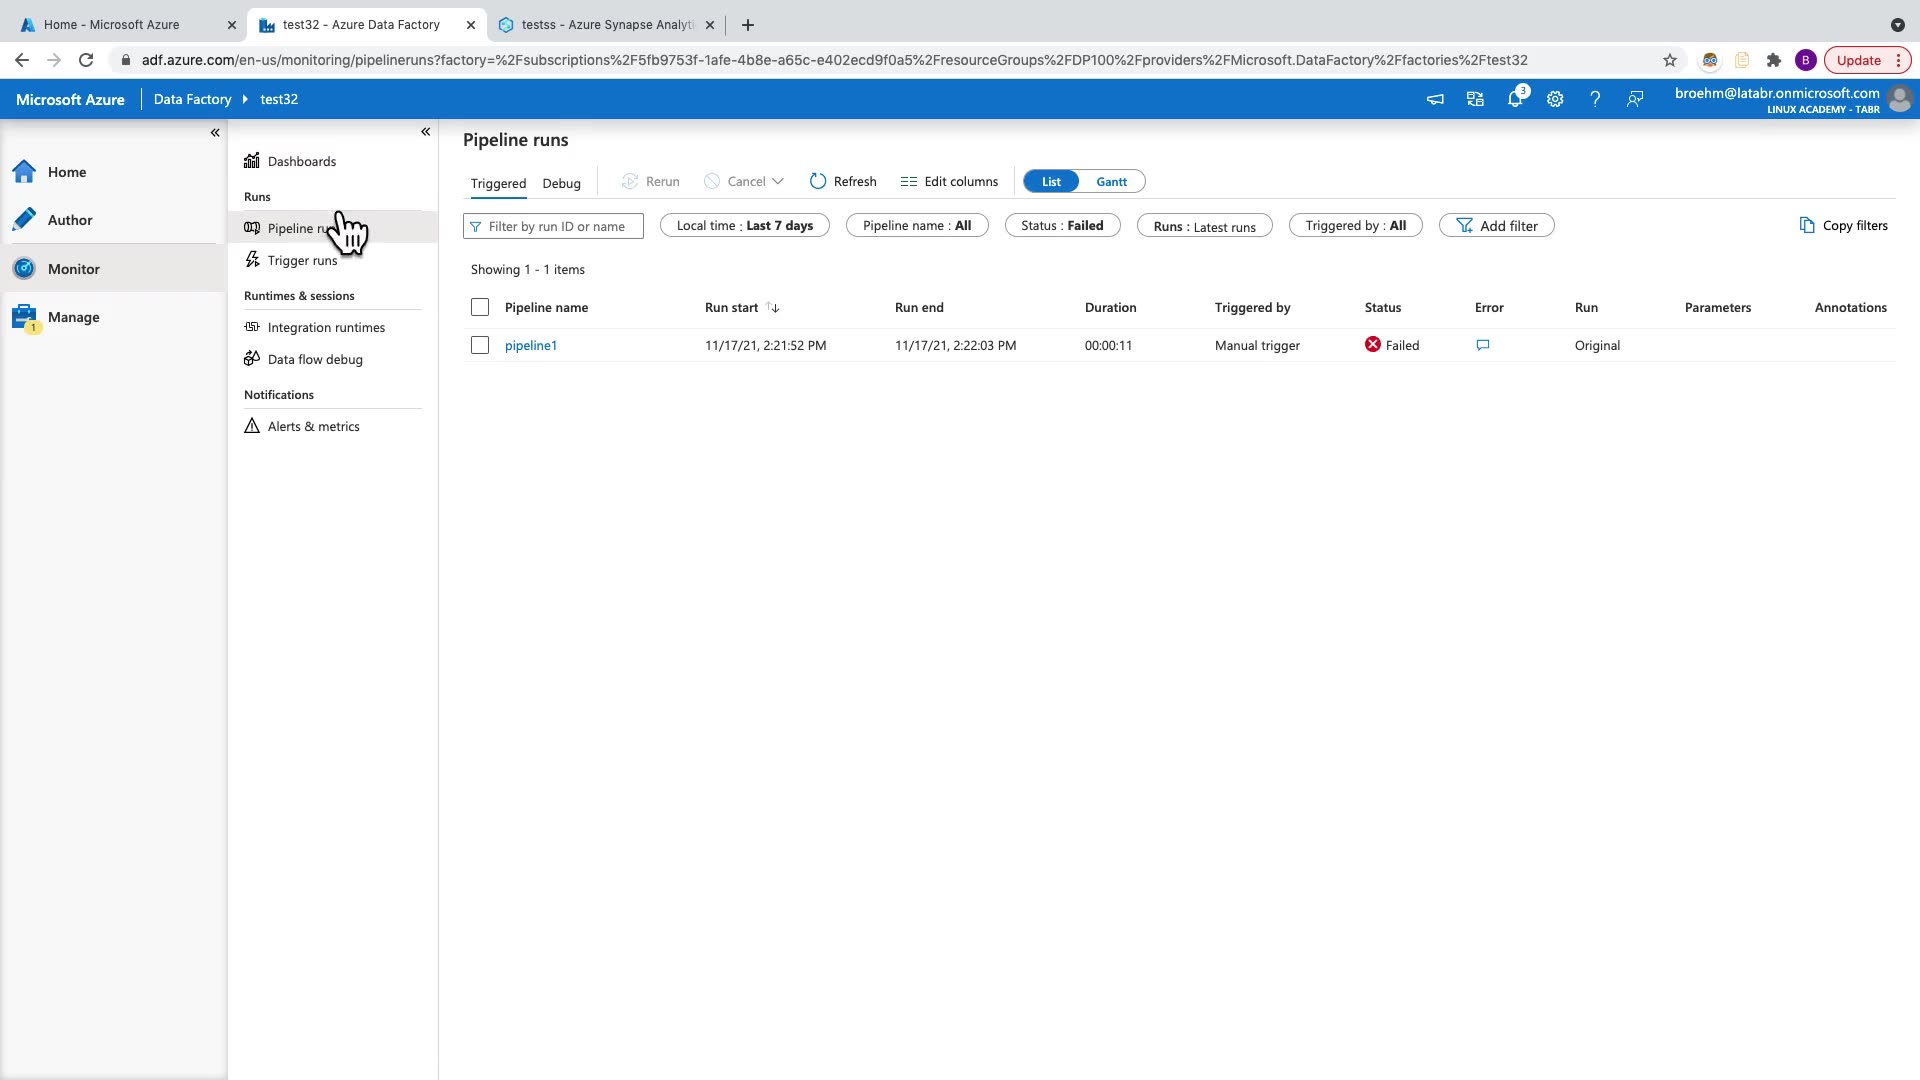 Home - Microsoft Azure
test32 - Azure Data Factory
testss - Azure Synapse Analyti
adf.azure.com/en-us/monitoring/pipelineruns?factory=%2Fsubscriptions%2F5fb9753f-1afe-4b8e-a65c-e402ecd9f0a5%2FresourceGroups%2FDP100%2Fproviders%2FMicrosoft.DataFactory%2Ffactories%2Ftest32
B
Update
Microsoft Azure
Data Factory
test32
3
broehm@latabr.onmicrosoft.com
LINUX ACADEMY - TABR
Home
Author
Monitor
Manage
1
Dashboards
Runs
Pipeline ru
Trigger runs
Runtimes & sessions
Integration runtimes
Data flow debug
Notifications
Alerts & metrics
Pipeline runs
Triggered Debug Rerun Cancel Refresh Edit columns List Gantt
Filter by run ID or name Local time : Last 7 days Pipeline name : All Status : Failed Runs : Latest runs Triggered by : All Add filter Copy filters
Showing 1 - 1 items
Pipeline name Run start Run end Duration Triggered by Status Error Run Parameters Annotations
pipeline1 11/17/21, 2:21:52 PM 11/17/21, 2:22:03 PM 00:00:11 Manual trigger Failed Original